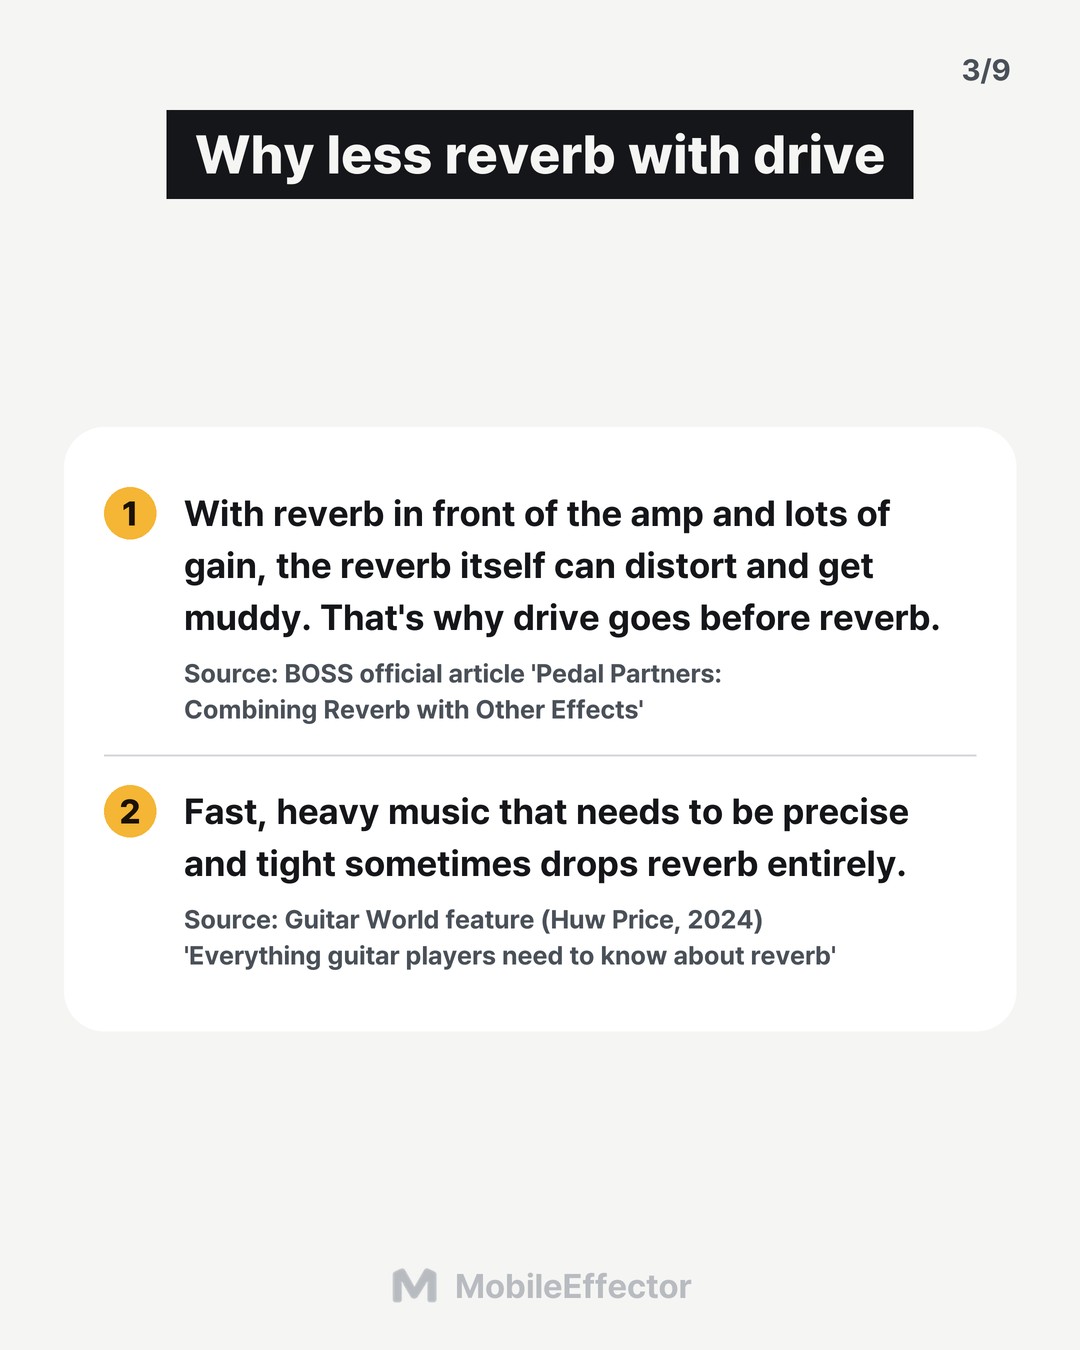 3/9
Why less reverb with drive
1
With reverb in front of the amp and lots of
gain, the reverb itself can distort and get
muddy. That's why drive goes before reverb.
Source: BOSS official article 'Pedal Partners:
Combining Reverb with Other Effects'
2
Fast, heavy music that needs to be precise
and tight sometimes drops reverb entirely.
Source: Guitar World feature (Huw Price, 2024)
'Everything guitar players need to know about reverb'
MobileEffector